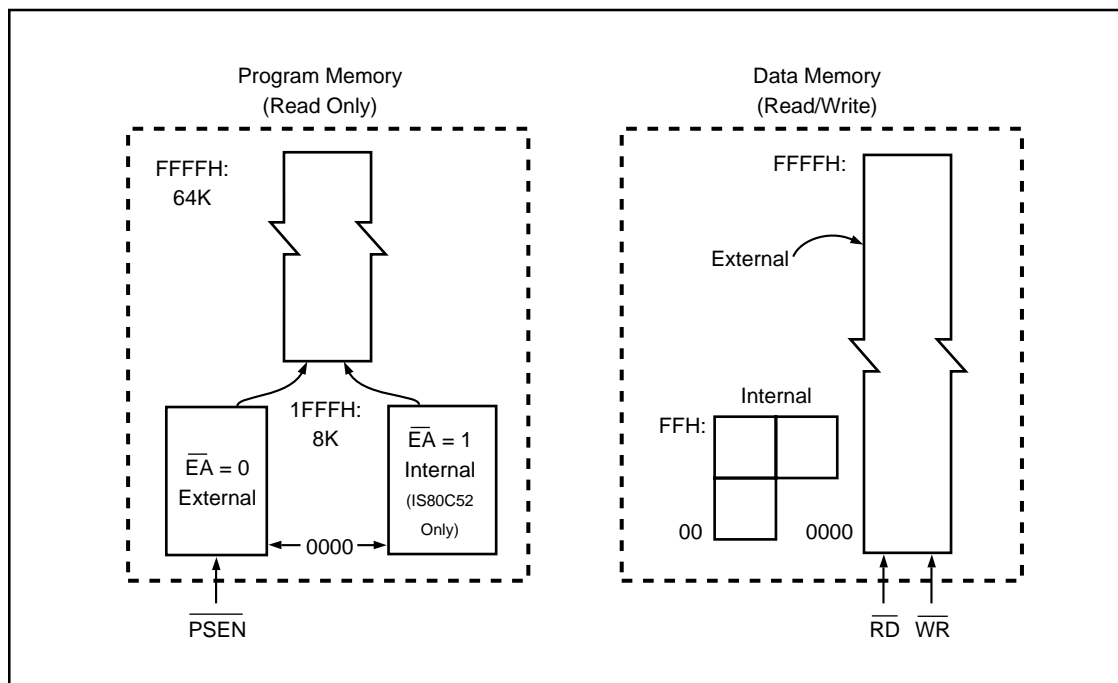 Program Memory
(Read Only)
FFFFH:
64K
1FFFH:
8K
EA = 0
External
EA = 1
Internal
(IS80C52
Only)
0000
PSEN
Data Memory
(Read/Write)
FFFFH:
External
Internal
FFH:
00
0000
RD
WR